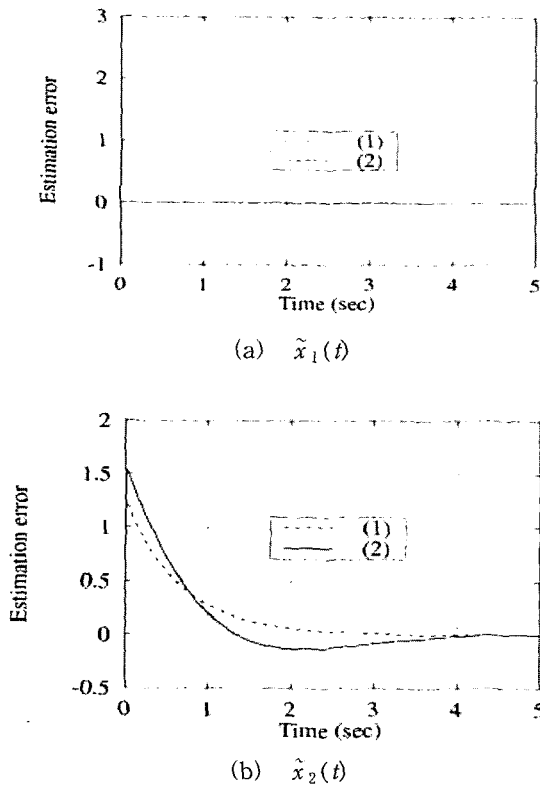 3
2
1
0
-1
Estimation error
(1)
(2)
0 1 2 3 4 5
Time (sec)
(a) x̃₁(t)
2
1.5
1
0.5
0
-0.5
Estimation error
(1)
(2)
0 1 2 3 4 5
Time (sec)
(b) x̃₂(t)